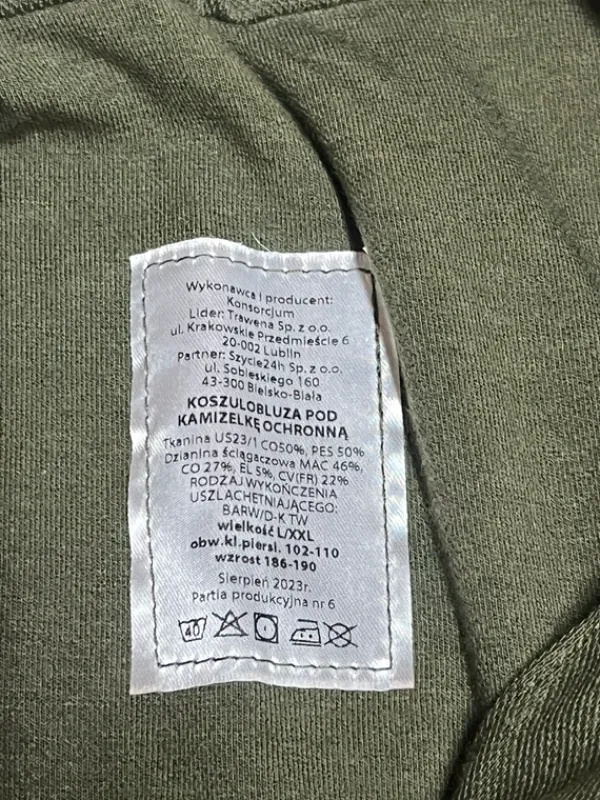 Wykonawca i producent:
Konsorcjum
Lider: Trawena Sp. z o.o.
ul. Krakowskie Przedmieście 6
20-002 Lublin
Partner: Szycie24h Sp. z o.o.
ul. Sobieskiego 160
43-300 Bielsko-Biała
KOSZULOBLUZA POD
KAMIZELKĘ OCHRONNĄ
Tkanina US23/1 CO50%, PES 50%
Dzianina ściągaczowa MAC 46%,
CO 27%, EL 5%, CV(FR) 22%
RODZAJ WYKOŃCZENIA
USZLACHETNIAJĄCEGO:
BARW/D-K TW
wielkość L/XXL
obw.kl.piersi. 102-110
wzrost 186-190
Sierpień 2023r.
Partia produkcyjna nr 6
40